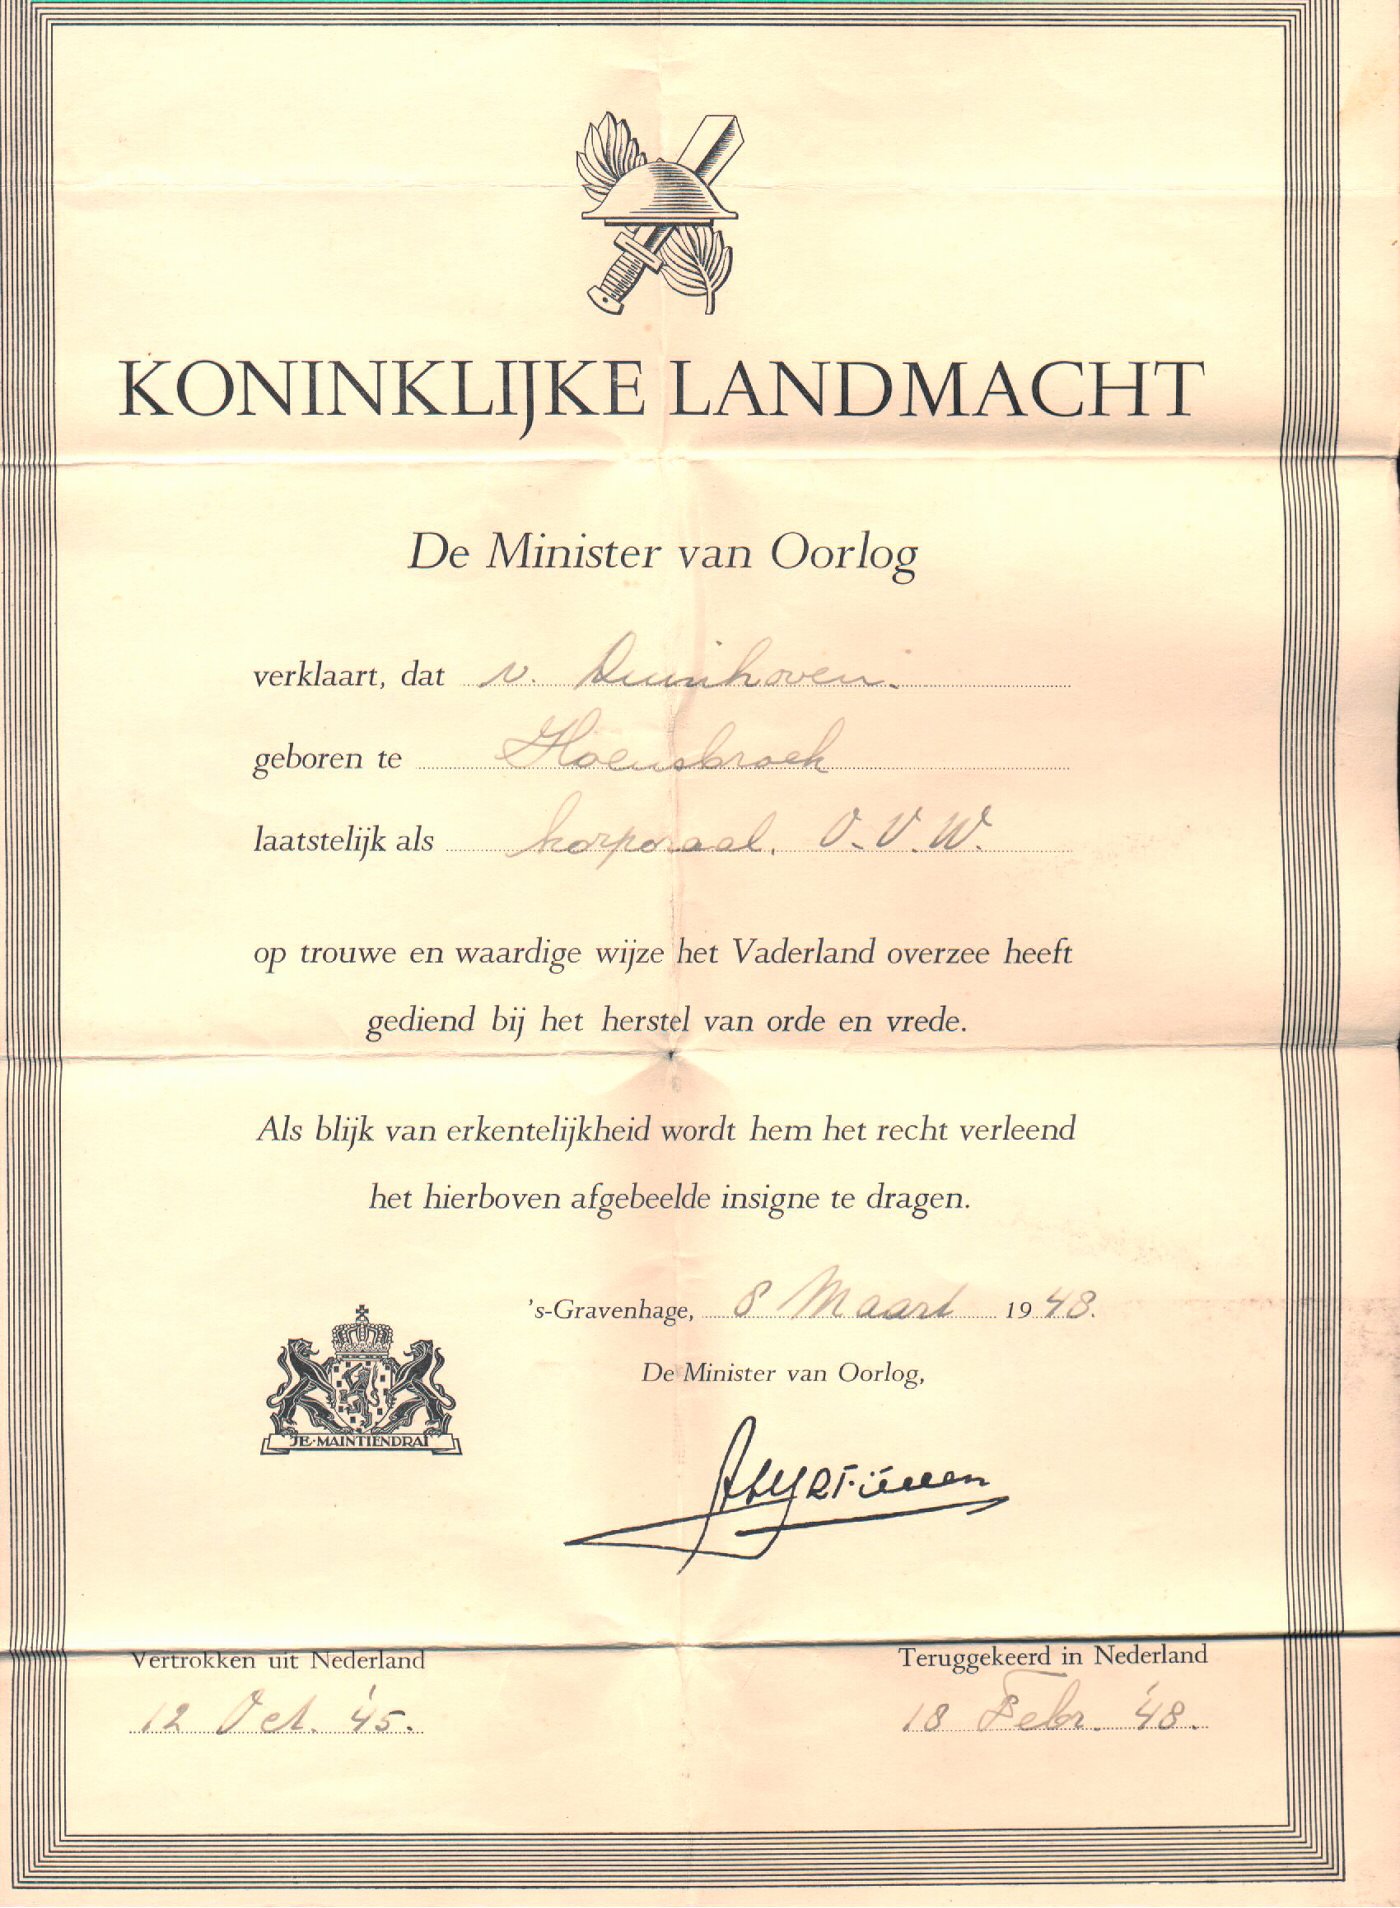 KONINKLIJKE LANDMACHT
De Minister van Oorlog
verklaart, dat v. Duinhoven.
geboren te Hoensbroek
laatstelijk als korporaal. O.V.W.
op trouwe en waardige wijze het Vaderland overzee heeft
gediend bij het herstel van orde en vrede.
Als blijk van erkentelijkheid wordt hem het recht verleend
het hierboven afgebeelde insigne te dragen.
's-Gravenhage, 8 Maart 1948.
De Minister van Oorlog,
JE·MAINTIENDRAI
Vertrokken uit Nederland
12 Oct. '45.
Teruggekeerd in Nederland
18 Febr. '48.